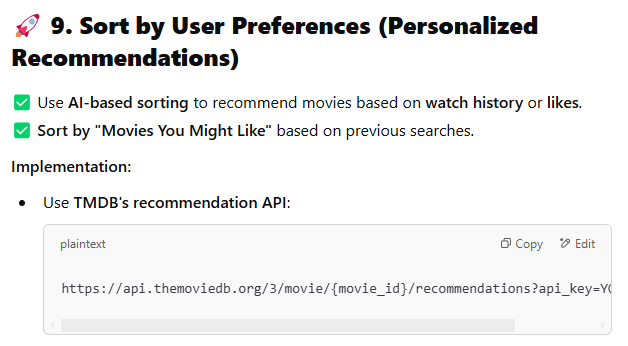 🚀 9. Sort by User Preferences (Personalized
Recommendations)
✅ Use AI-based sorting to recommend movies based on watch history or likes.
✅ Sort by "Movies You Might Like" based on previous searches.
Implementation:
• Use TMDB's recommendation API:
plaintext Copy Edit
https://api.themoviedb.org/3/movie/{movie_id}/recommendations?api_key=YO